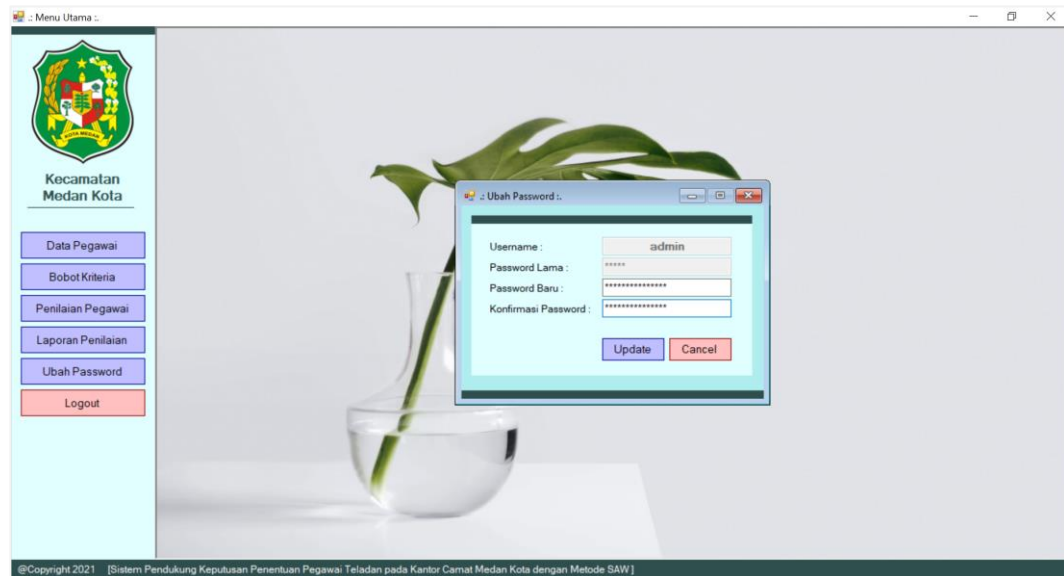 .: Menu Utama :.
KOTA MEDAN
Kecamatan
Medan Kota
Data Pegawai
Bobot Kriteria
Penilaian Pegawai
Laporan Penilaian
Ubah Password
Logout
.: Ubah Password :.
Username : admin
Password Lama : *****
Password Baru : ***************
Konfirmasi Password : ***************
Update Cancel
@Copyright 2021 [Sistem Pendukung Keputusan Penentuan Pegawai Teladan pada Kantor Camat Medan Kota dengan Metode SAW ]